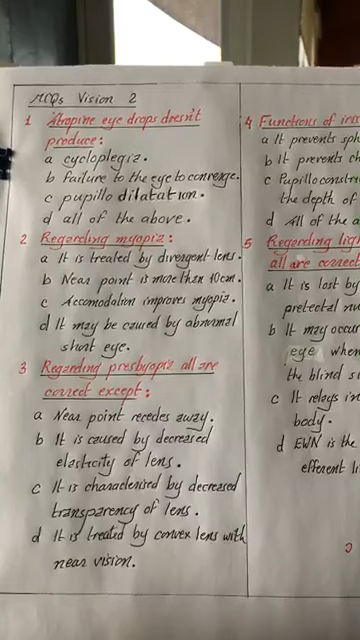 MCQs Vision 2
1 Atropine eye drops doesn't
produce:
a cycloplegia.
b Failure to the eye to converge.
c pupillo dilatation.
d all of the above.
2 Regarding myopia:
a It is treated by divergent lens.
b Near point is more than 10cm.
c Accomodation improves myopia.
d It may be caused by abnormal
short eye.
3 Regarding presbyopia all are
correct except:
a Near point recedes away.
b It is caused by decreased
elasticity of lens.
c It is characterised by decreased
transparency of lens.
d It is treated by convex lens with
near vision.
4 Functions of iris
a It prevents sph
b It prevents ch
c Pupilloconstri
the depth of
d All of the a
5 Regarding lig
all are correct
a It is lost by
pretectal nu
b It may occur
eye when
the blind si
c It relays in
body.
d EWN is the
efferent li